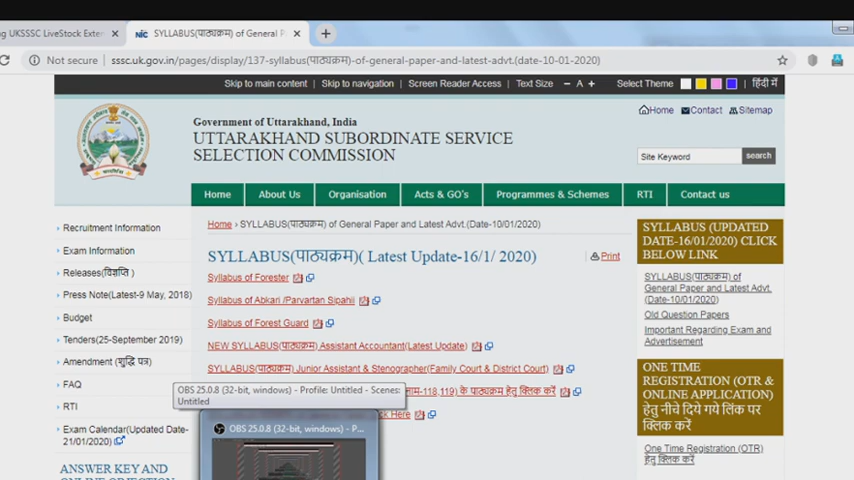 ng UKSSSC LiveStock Exter
SYLLABUS(पाठ्यक्रम) of General P
Not secure
sssc.uk.gov.in/pages/display/137-syllabus(पाठ्यक्रम)-of-general-paper-and-latest-advt.(date-10-01-2020)
Skip to main content | Skip to navigation | Screen Reader Access | Text Size − A + Select Theme हिंदी में
Home Contact Sitemap
Government of Uttarakhand, India
UTTARAKHAND SUBORDINATE SERVICE
SELECTION COMMISSION
Site Keyword search
Home About Us Organisation Acts & GO's Programmes & Schemes RTI Contact us
Recruitment Information
Exam Information
Releases(विज्ञप्ति )
Press Note(Latest-9 May, 2018)
Budget
Tenders(25-September 2019)
Amendment (शुद्धि पत्र)
FAQ
RTI
Exam Calendar(Updated Date-
21/01/2020)
ANSWER KEY AND
Home › SYLLABUS(पाठ्यक्रम) of General Paper and Latest Advt.(Date-10/01/2020)
SYLLABUS(पाठ्यक्रम)( Latest Update-16/1/ 2020)
Print
Syllabus of Forester
Syllabus of Abkari /Parvartan Sipahii
Syllabus of Forest Guard
NEW SYLLABUS(पाठ्यक्रम) Assistant Accountant(Latest Update)
SYLLABUS(पाठ्यक्रम) Junior Assistant & Stenographer(Family Court & District Court)
नाम-118,119) के पाठ्यक्रम हेतु क्लिक करें
lick Here
OBS 25.0.8 (32-bit, windows) - Profile: Untitled - Scenes:
Untitled
OBS 25.0.8 (32-bit, windows) - P...
SYLLABUS (UPDATED
DATE-16/01/2020) CLICK
BELOW LINK
SYLLABUS(पाठ्यक्रम) of
General Paper and Latest Advt.
(Date-10/01/2020)
Old Question Papers
Important Regarding Exam and
Advertisement
ONE TIME
REGISTRATION (OTR &
ONLINE APPLICATION)
हेतु नीचे दिये गये लिंक पर
क्लिक करें
One Time Registration (OTR)
हेतु क्लिक करें